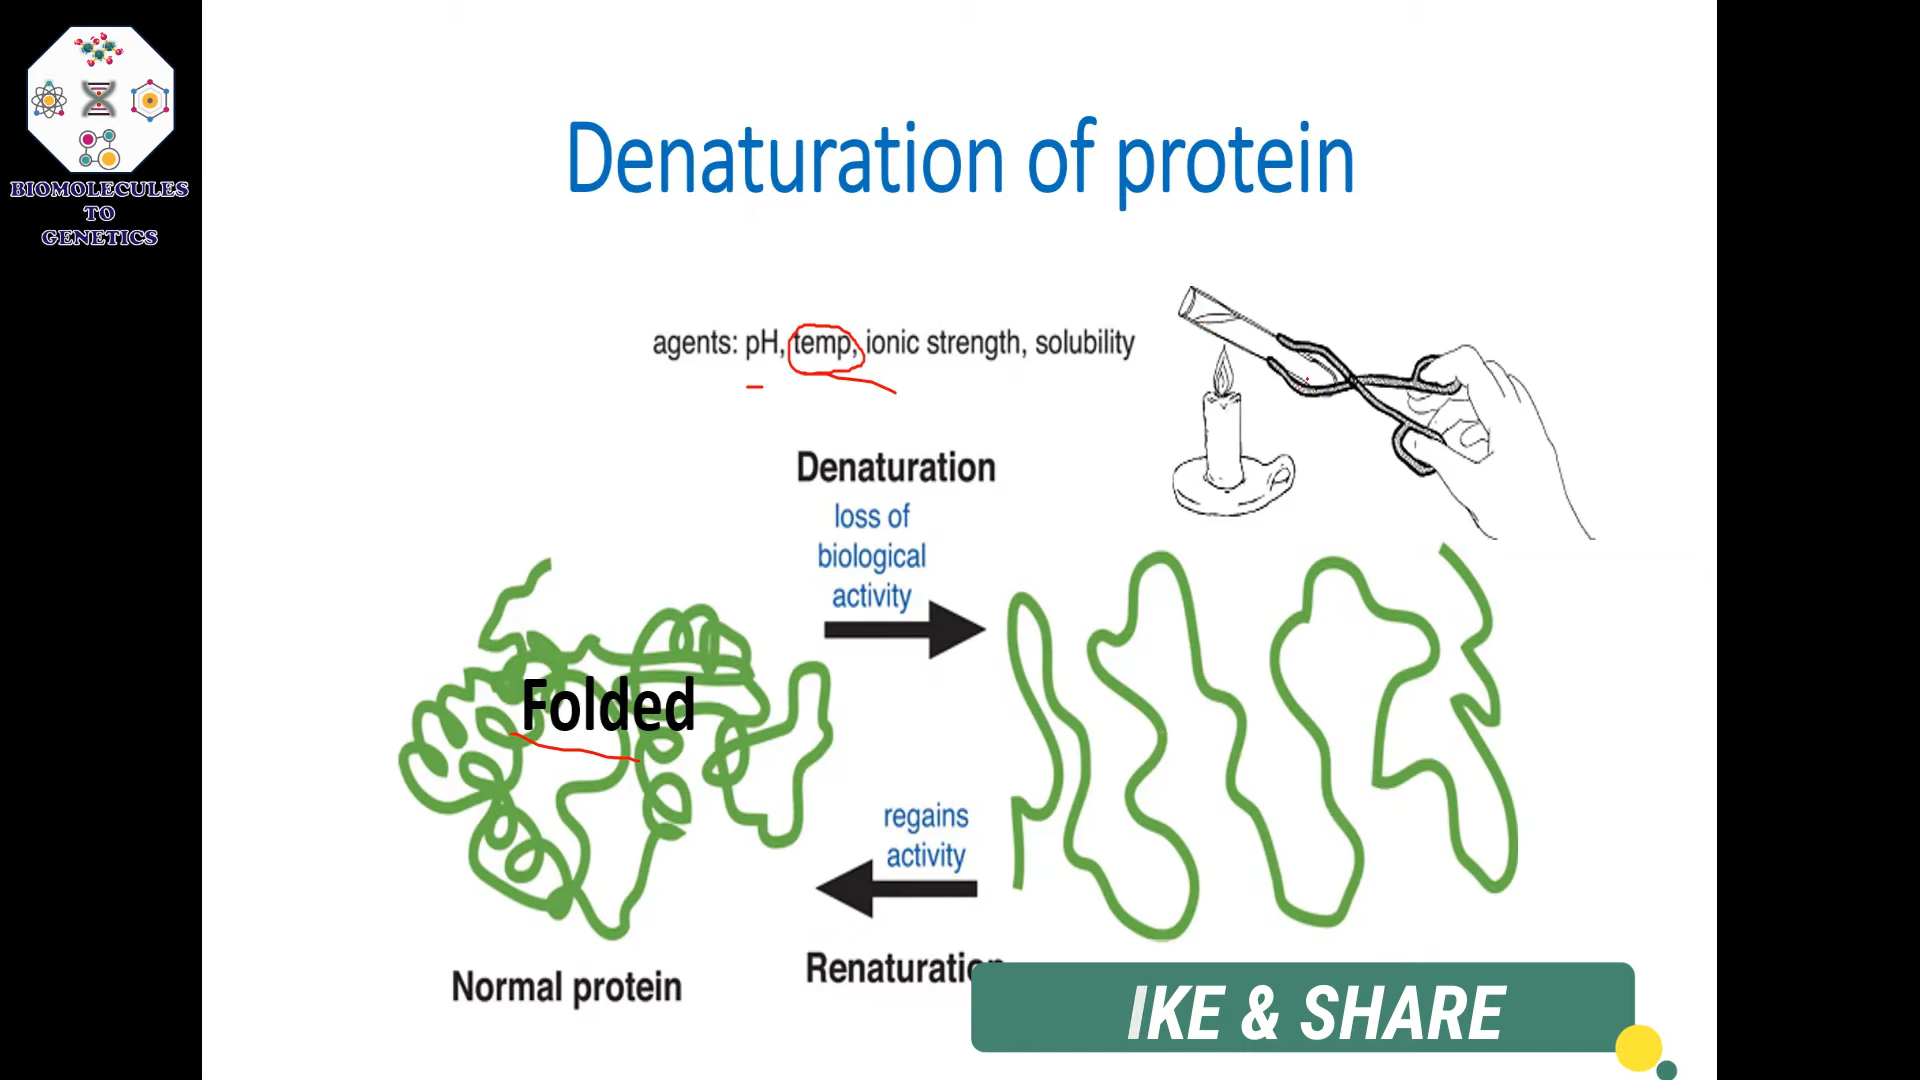 BIOMOLECULES
TO
GENETICS
Denaturation of protein
agents: pH, temp, ionic strength, solubility
Denaturation
loss of
biological
activity
Folded
regains
activity
Renaturation
Normal protein
IKE & SHARE